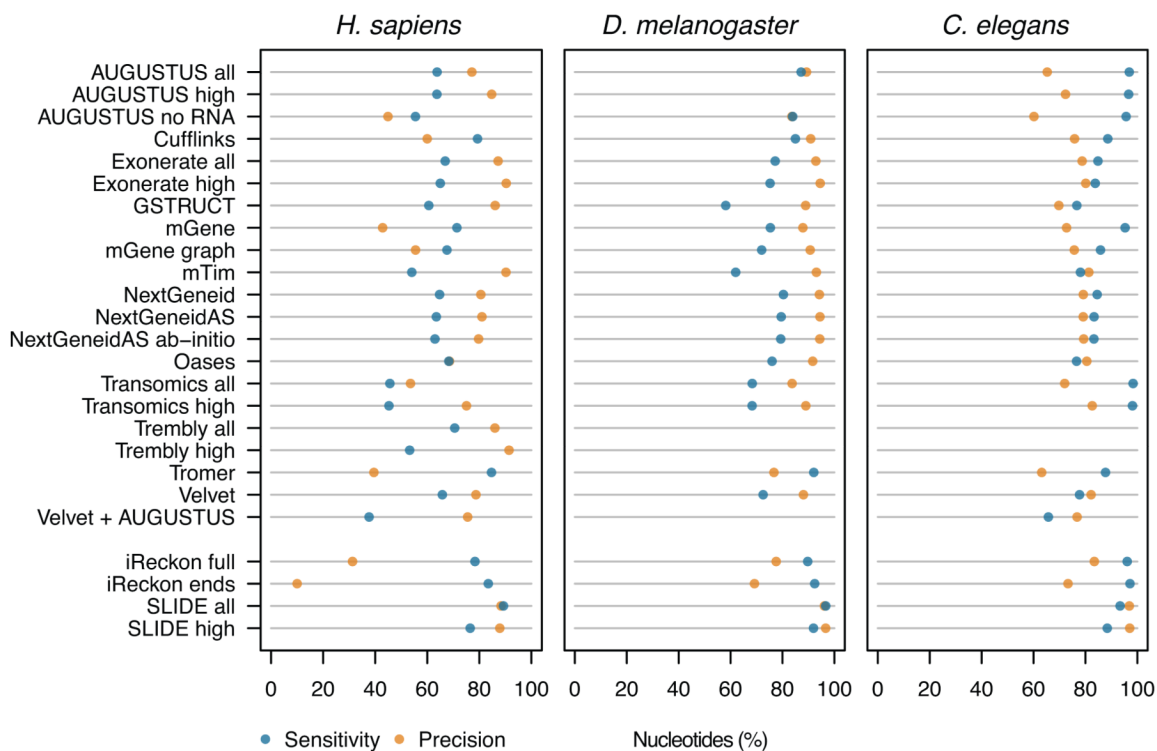 H. sapiens D. melanogaster C. elegans
AUGUSTUS all
AUGUSTUS high
AUGUSTUS no RNA
Cufflinks
Exonerate all
Exonerate high
GSTRUCT
mGene
mGene graph
mTim
NextGeneid
NextGeneidAS
NextGeneidAS ab–initio
Oases
Transomics all
Transomics high
Trembly all
Trembly high
Tromer
Velvet
Velvet + AUGUSTUS
iReckon full
iReckon ends
SLIDE all
SLIDE high
0 20 40 60 80 100 0 20 40 60 80 100 0 20 40 60 80 100
Sensitivity Precision Nucleotides (%)